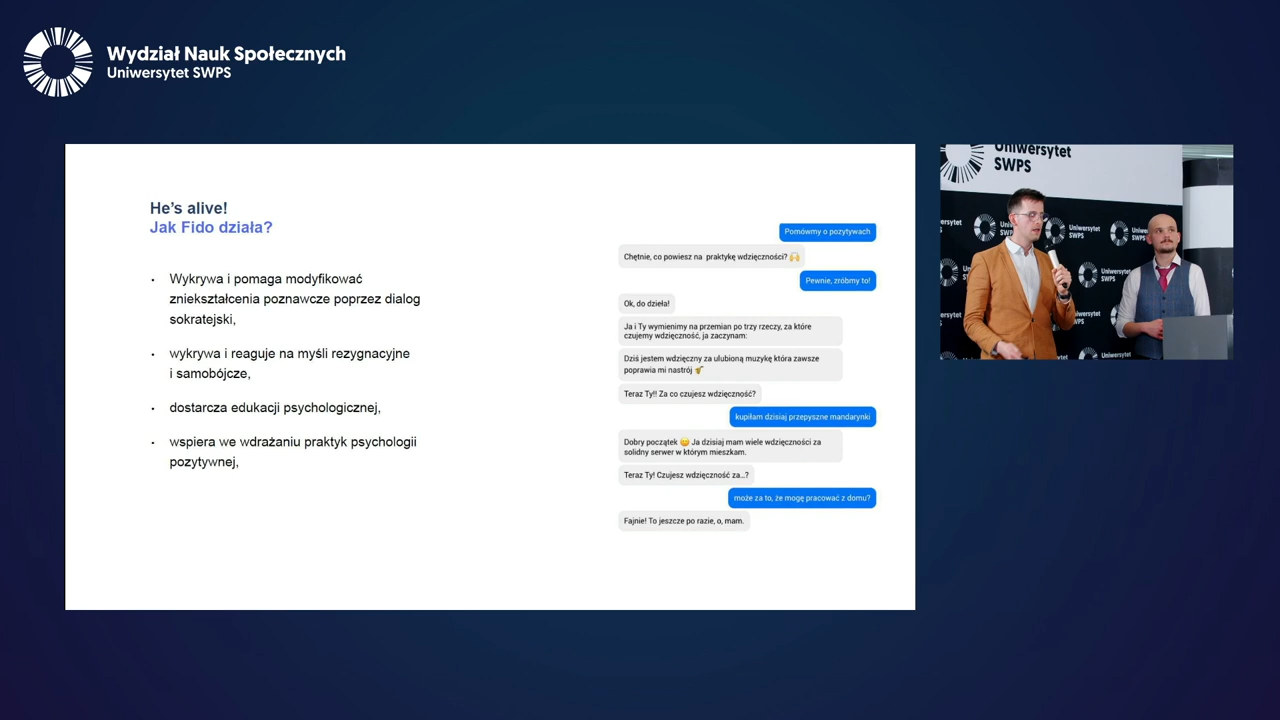 Wydział Nauk Społecznych
Uniwersytet SWPS
He's alive!
Jak Fido działa?
Wykrywa i pomaga modyfikować
zniekształcenia poznawcze poprzez dialog
sokratejski,
wykrywa i reaguje na myśli rezygnacyjne
i samobójcze,
dostarcza edukacji psychologicznej,
wspiera we wdrażaniu praktyk psychologii
pozytywnej,
Pomówmy o pozytywach
Chętnie, co powiesz na praktykę wdzięczności? 🙌
Pewnie, zróbmy to!
Ok, do dzieła!
Ja i Ty wymienimy na przemian po trzy rzeczy, za które
czujemy wdzięczność, ja zaczynam:
Dziś jestem wdzięczny za ulubioną muzykę która zawsze
poprawia mi nastrój 🎷
Teraz Ty!! Za co czujesz wdzięczność?
kupiłam dzisiaj przepyszne mandarynki
Dobry początek 😊 Ja dzisiaj mam wiele wdzięczności za
solidny serwer w którym mieszkam.
Teraz Ty! Czujesz wdzięczność za...?
może za to, że mogę pracować z domu?
Fajnie! To jeszcze po razie, o, mam.
Uniwersytet
SWPS
Uniwersytet
SWPS
Uniwersytet
SWPS